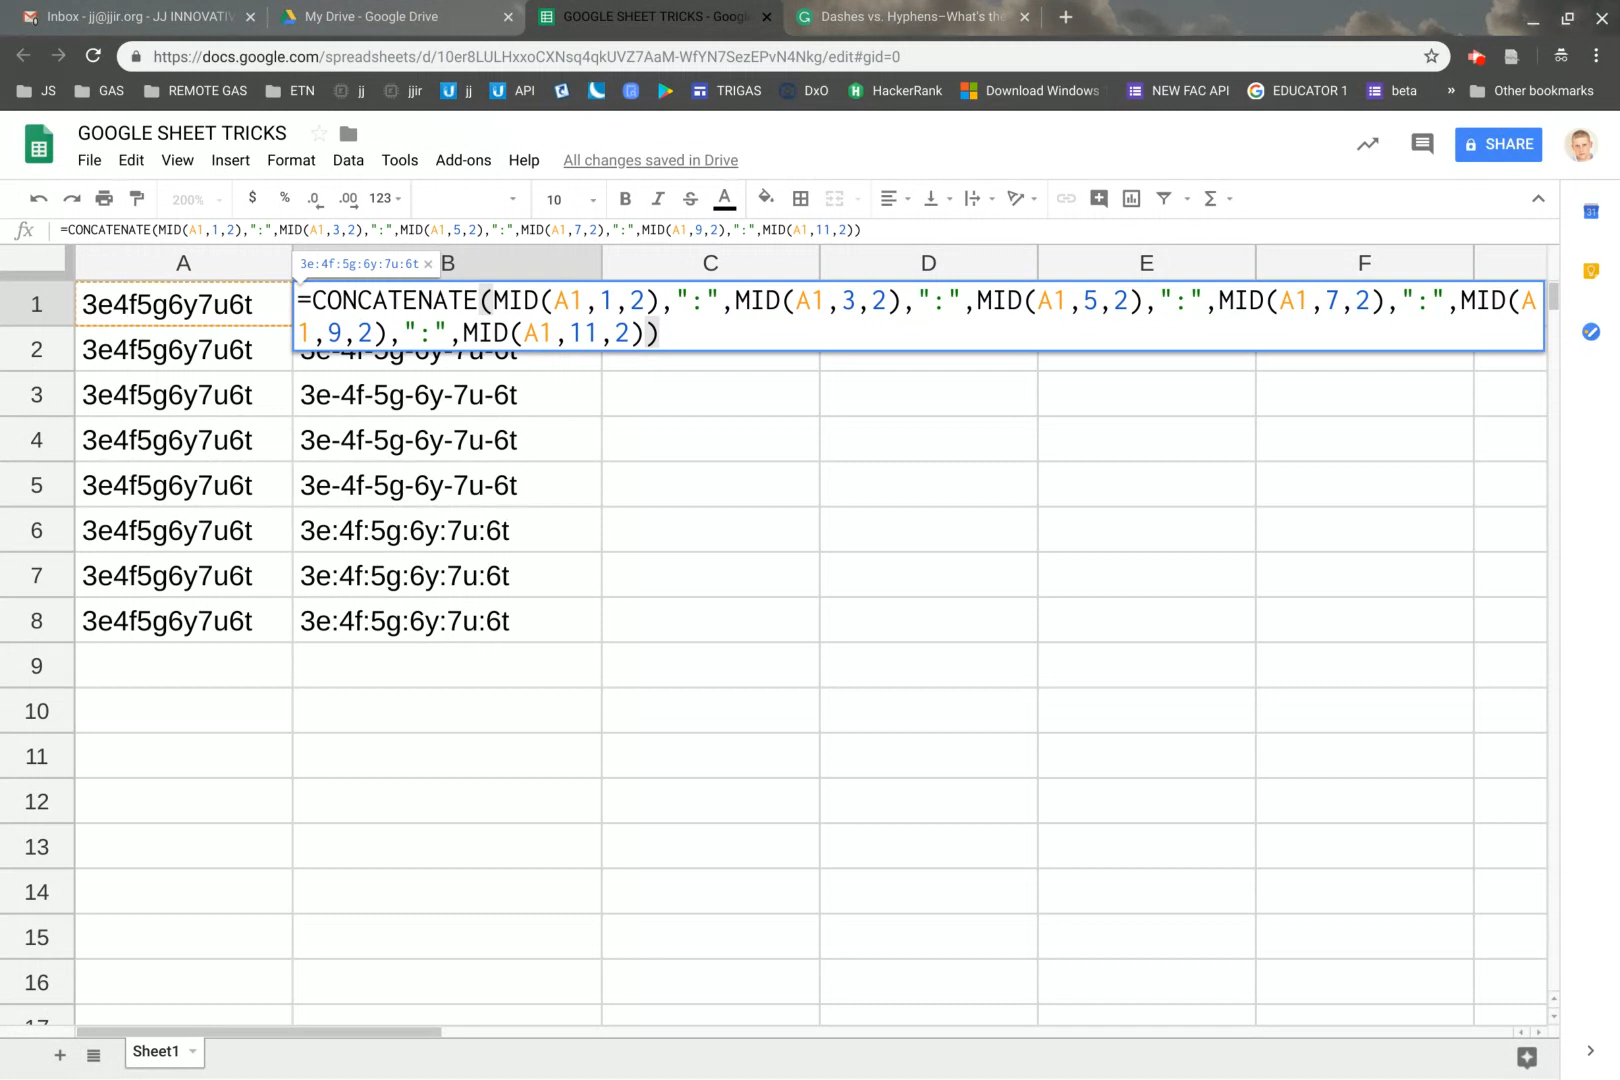 Inbox - jj@jjir.org - JJ INNOVATIV
My Drive - Google Drive
GOOGLE SHEET TRICKS - Google
Dashes vs. Hyphens–What's the
https://docs.google.com/spreadsheets/d/10er8LULHxxoCXNsq4qkUVZ7AaM-WfYN7SezEPvN4Nkg/edit#gid=0
JS GAS REMOTE GAS ETN jj jjir jj API TRIGAS DxO HackerRank Download Windows NEW FAC API EDUCATOR 1 beta » Other bookmarks
GOOGLE SHEET TRICKS
File Edit View Insert Format Data Tools Add-ons Help All changes saved in Drive
SHARE
200% $ % .0 .00 123 10 B I S A Σ
31
fx =CONCATENATE(MID(A1,1,2),":",MID(A1,3,2),":",MID(A1,5,2),":",MID(A1,7,2),":",MID(A1,9,2),":",MID(A1,11,2))
A B C D E F
3e:4f:5g:6y:7u:6t ×
1 3e4f5g6y7u6t =CONCATENATE(MID(A1,1,2),":",MID(A1,3,2),":",MID(A1,5,2),":",MID(A1,7,2),":",MID(A
1,9,2),":",MID(A1,11,2))
2 3e4f5g6y7u6t 3e-4f-5g-6y-7u-6t
3 3e4f5g6y7u6t 3e-4f-5g-6y-7u-6t
4 3e4f5g6y7u6t 3e-4f-5g-6y-7u-6t
5 3e4f5g6y7u6t 3e-4f-5g-6y-7u-6t
6 3e4f5g6y7u6t 3e:4f:5g:6y:7u:6t
7 3e4f5g6y7u6t 3e:4f:5g:6y:7u:6t
8 3e4f5g6y7u6t 3e:4f:5g:6y:7u:6t
9
10
11
12
13
14
15
16
17
Sheet1